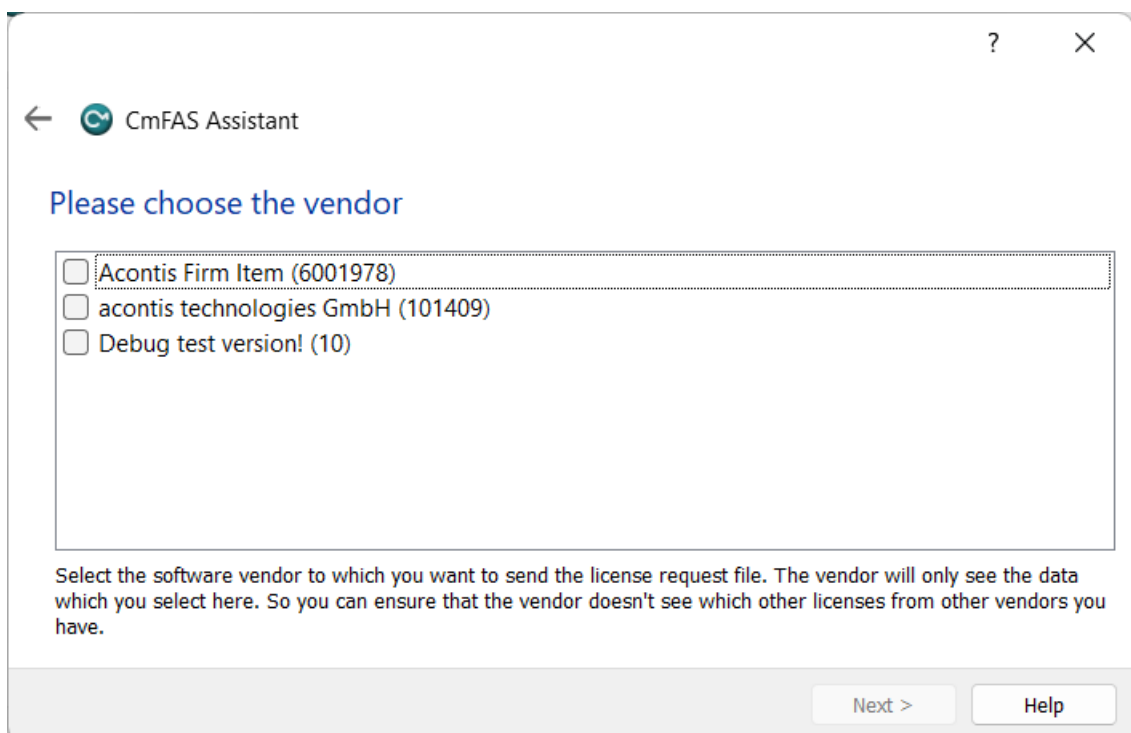 ?
CmFAS Assistant
Please choose the vendor
Acontis Firm Item (6001978)
acontis technologies GmbH (101409)
Debug test version! (10)
Select the software vendor to which you want to send the license request file. The vendor will only see the data
which you select here. So you can ensure that the vendor doesn't see which other licenses from other vendors you
have.
Next >
Help